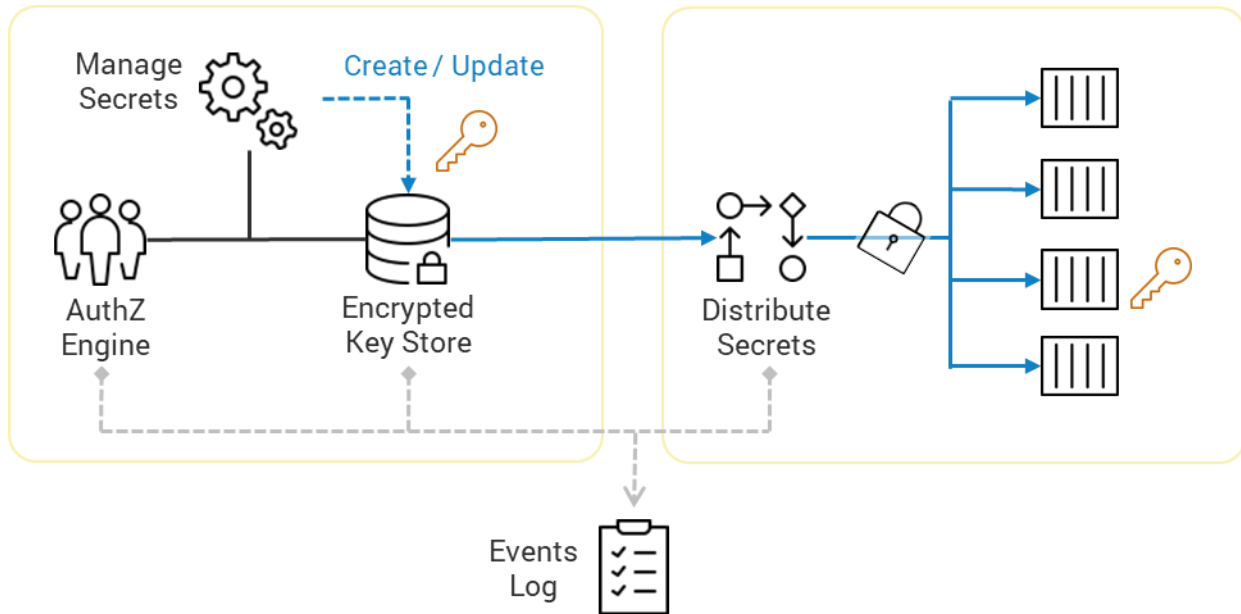 Manage
Secrets
Create / Update
AuthZ
Engine
Encrypted
Key Store
Distribute
Secrets
Events
Log